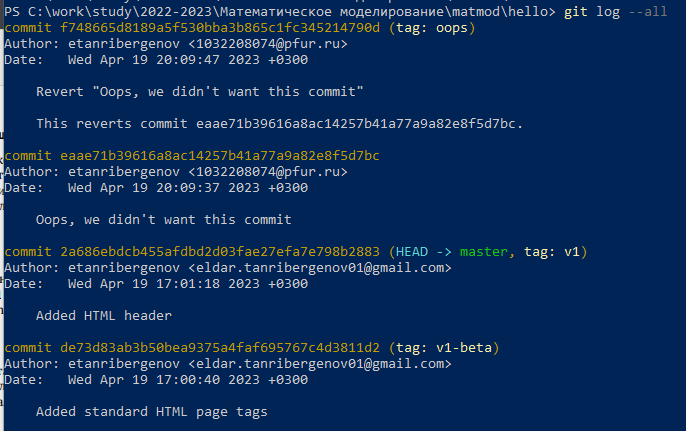 PS C:\work\study\2022-2023\Математическое моделирование\matmod\hello> git log --all
commit f748665d8189a5f530bba3b865c1fc345214790d (tag: oops)
Author: etanribergenov <1032208074@pfur.ru>
Date:   Wed Apr 19 20:09:47 2023 +0300
Revert "Oops, we didn't want this commit"
This reverts commit eaae71b39616a8ac14257b41a77a9a82e8f5d7bc.
commit eaae71b39616a8ac14257b41a77a9a82e8f5d7bc
Author: etanribergenov <1032208074@pfur.ru>
Date:   Wed Apr 19 20:09:37 2023 +0300
Oops, we didn't want this commit
commit 2a686ebdcb455afdbd2d03fae27efa7e798b2883 (HEAD -> master, tag: v1)
Author: etanribergenov <eldar.tanribergenov01@gmail.com>
Date:   Wed Apr 19 17:01:18 2023 +0300
Added HTML header
commit de73d83ab3b50bea9375a4faf695767c4d3811d2 (tag: v1-beta)
Author: etanribergenov <eldar.tanribergenov01@gmail.com>
Date:   Wed Apr 19 17:00:40 2023 +0300
Added standard HTML page tags